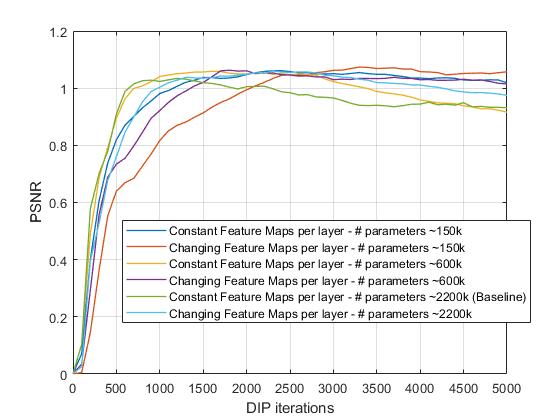 1.2
1
0.8
0.6
0.4
0.2
0
PSNR
Constant Feature Maps per layer - # parameters ~150k
Changing Feature Maps per layer - # parameters ~150k
Constant Feature Maps per layer - # parameters ~600k
Changing Feature Maps per layer - # parameters ~600k
Constant Feature Maps per layer - # parameters ~2200k (Baseline)
Changing Feature Maps per layer - # parameters ~2200k
0 500 1000 1500 2000 2500 3000 3500 4000 4500 5000
DIP iterations